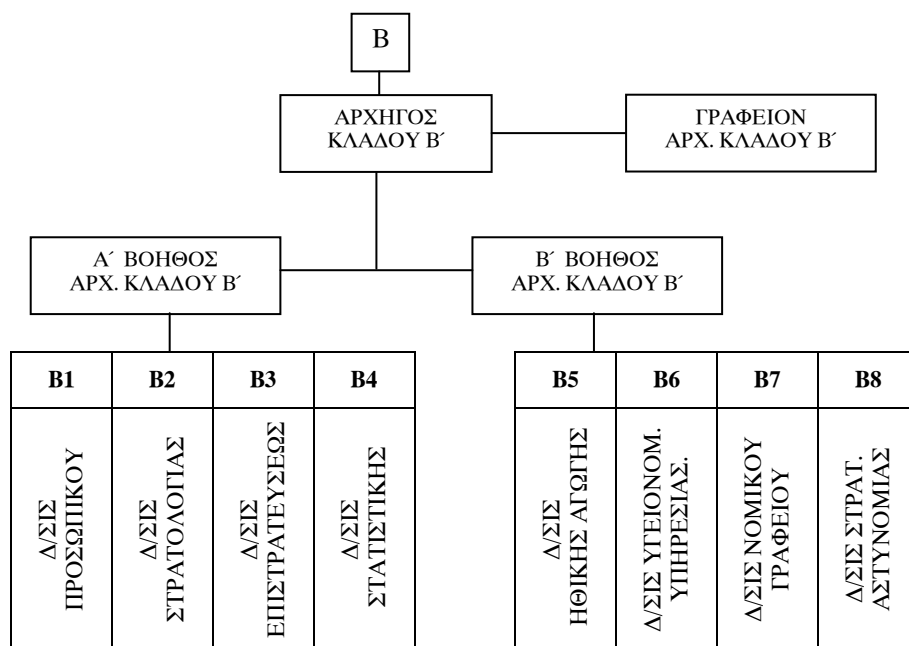 Β
ΑΡΧΗΓΟΣ
ΚΛΑΔΟΥ Β΄
ΓΡΑΦΕΙΟΝ
ΑΡΧ. ΚΛΑΔΟΥ Β΄
Α΄ ΒΟΗΘΟΣ
ΑΡΧ. ΚΛΑΔΟΥ Β΄
Β΄ ΒΟΗΘΟΣ
ΑΡΧ. ΚΛΑΔΟΥ Β΄
Β1
Β2
Β3
Β4
Β5
Β6
Β7
Β8
Δ/ΣΙΣ
ΠΡΟΣΩΠΙΚΟΥ
Δ/ΣΙΣ
ΣΤΡΑΤΟΛΟΓΙΑΣ
Δ/ΣΙΣ
ΕΠΙΣΤΡΑΤΕΥΣΕΩΣ
Δ/ΣΙΣ
ΣΤΑΤΙΣΤΙΚΗΣ
Δ/ΣΙΣ
ΗΘΙΚΗΣ ΑΓΩΓΗΣ
Δ/ΣΙΣ ΥΓΕΙΟΝΟΜ.
ΥΠΗΡΕΣΙΑΣ.
Δ/ΣΙΣ ΝΟΜΙΚΟΥ
ΓΡΑΦΕΙΟΥ
Δ/ΣΙΣ ΣΤΡΑΤ.
ΑΣΤΥΝΟΜΙΑΣ